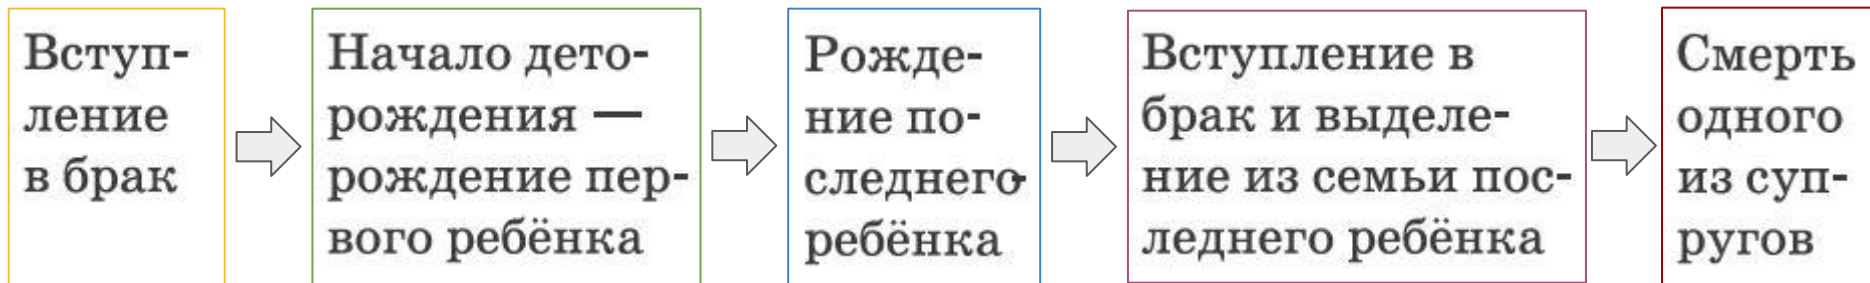 Вступ-
ление
в брак
Начало дето-
рождения —
рождение пер-
вого ребёнка
Рожде-
ние по-
следнего-
ребёнка
Вступление в
брак и выделе-
ние из семьи пос-
леднего ребёнка
Смерть
одного
из суп-
ругов